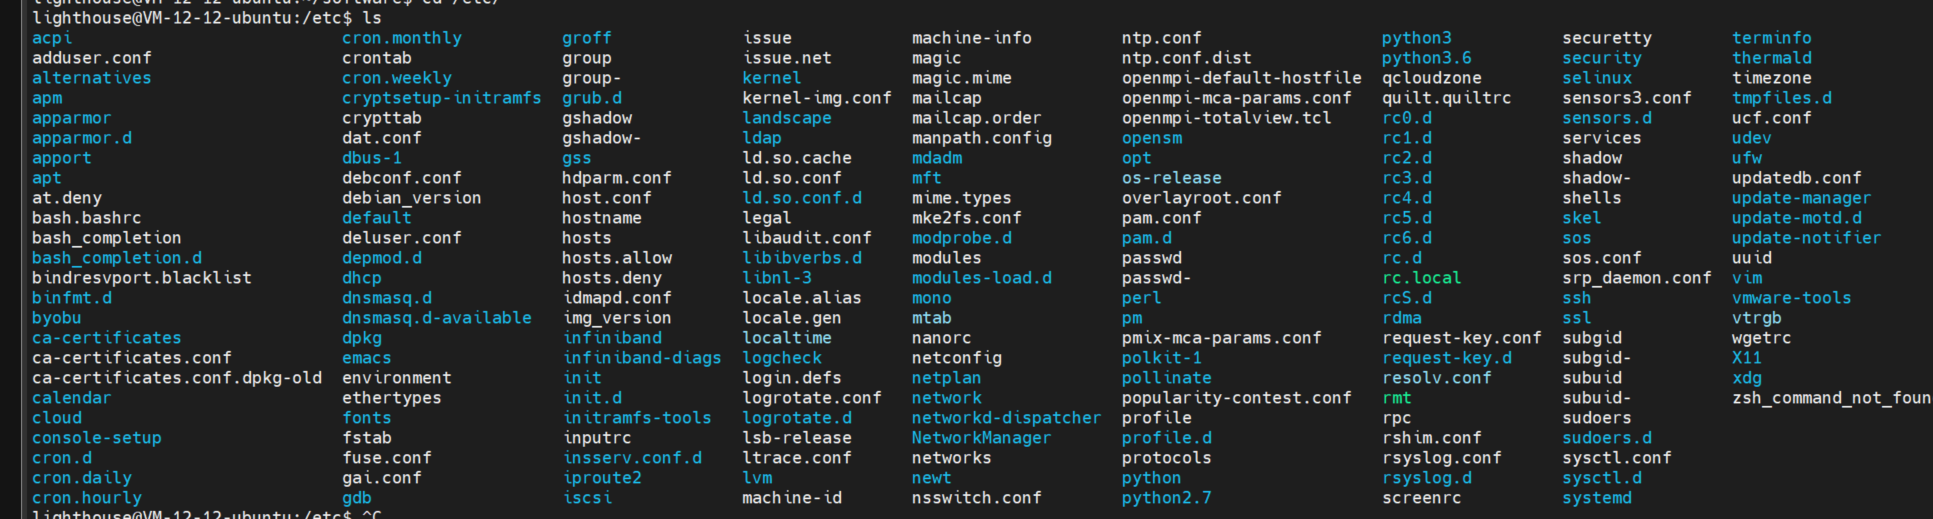 lighthouse@VM-12-12-ubuntu:~/software$ cd /etc/
lighthouse@VM-12-12-ubuntu:/etc$ ls
acpi cron.monthly groff issue machine-info ntp.conf python3 securetty terminfo
adduser.conf crontab group issue.net magic ntp.conf.dist python3.6 security thermald
alternatives cron.weekly group- kernel magic.mime openmpi-default-hostfile qcloudzone selinux timezone
apm cryptsetup-initramfs grub.d kernel-img.conf mailcap openmpi-mca-params.conf quilt.quiltrc sensors3.conf tmpfiles.d
apparmor crypttab gshadow landscape mailcap.order openmpi-totalview.tcl rc0.d sensors.d ucf.conf
apparmor.d dat.conf gshadow- ldap manpath.config opensm rc1.d services udev
apport dbus-1 gss ld.so.cache mdadm opt rc2.d shadow ufw
apt debconf.conf hdparm.conf ld.so.conf mft os-release rc3.d shadow- updatedb.conf
at.deny debian_version host.conf ld.so.conf.d mime.types overlayroot.conf rc4.d shells update-manager
bash.bashrc default hostname legal mke2fs.conf pam.conf rc5.d skel update-motd.d
bash_completion deluser.conf hosts libaudit.conf modprobe.d pam.d rc6.d sos update-notifier
bash_completion.d depmod.d hosts.allow libibverbs.d modules passwd rc.d sos.conf uuid
bindresvport.blacklist dhcp hosts.deny libnl-3 modules-load.d passwd- rc.local srp_daemon.conf vim
binfmt.d dnsmasq.d idmapd.conf locale.alias mono perl rcS.d ssh vmware-tools
byobu dnsmasq.d-available img_version locale.gen mtab pm rdma ssl vtrgb
ca-certificates dpkg infiniband localtime nanorc pmix-mca-params.conf request-key.conf subgid wgetrc
ca-certificates.conf emacs infiniband-diags logcheck netconfig polkit-1 request-key.d subgid- X11
ca-certificates.conf.dpkg-old environment init login.defs netplan pollinate resolv.conf subuid xdg
calendar ethertypes init.d logrotate.conf network popularity-contest.conf rmt subuid- zsh_command_not_foun
cloud fonts initramfs-tools logrotate.d networkd-dispatcher profile rpc sudoers
console-setup fstab inputrc lsb-release NetworkManager profile.d rshim.conf sudoers.d
cron.d fuse.conf insserv.conf.d ltrace.conf networks protocols rsyslog.conf sysctl.conf
cron.daily gai.conf iproute2 lvm newt python rsyslog.d sysctl.d
cron.hourly gdb iscsi machine-id nsswitch.conf python2.7 screenrc systemd
lighthouse@VM-12-12-ubuntu:/etc$ ^C